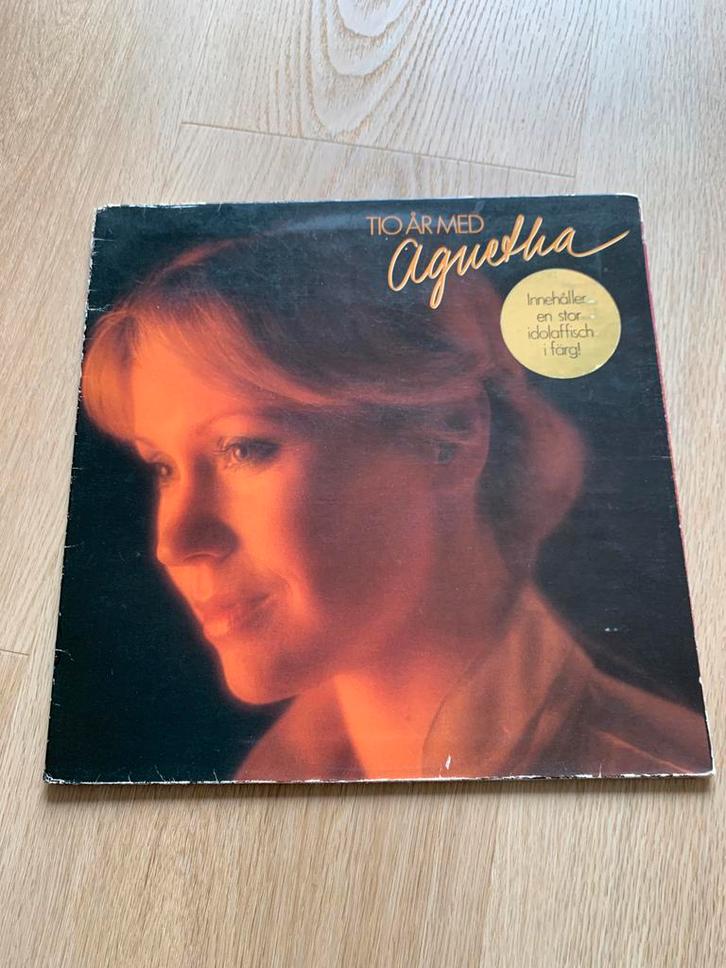 TIO ÅR MED
Agnetha
Innehåller
en stor
idolaffisch
i färg!